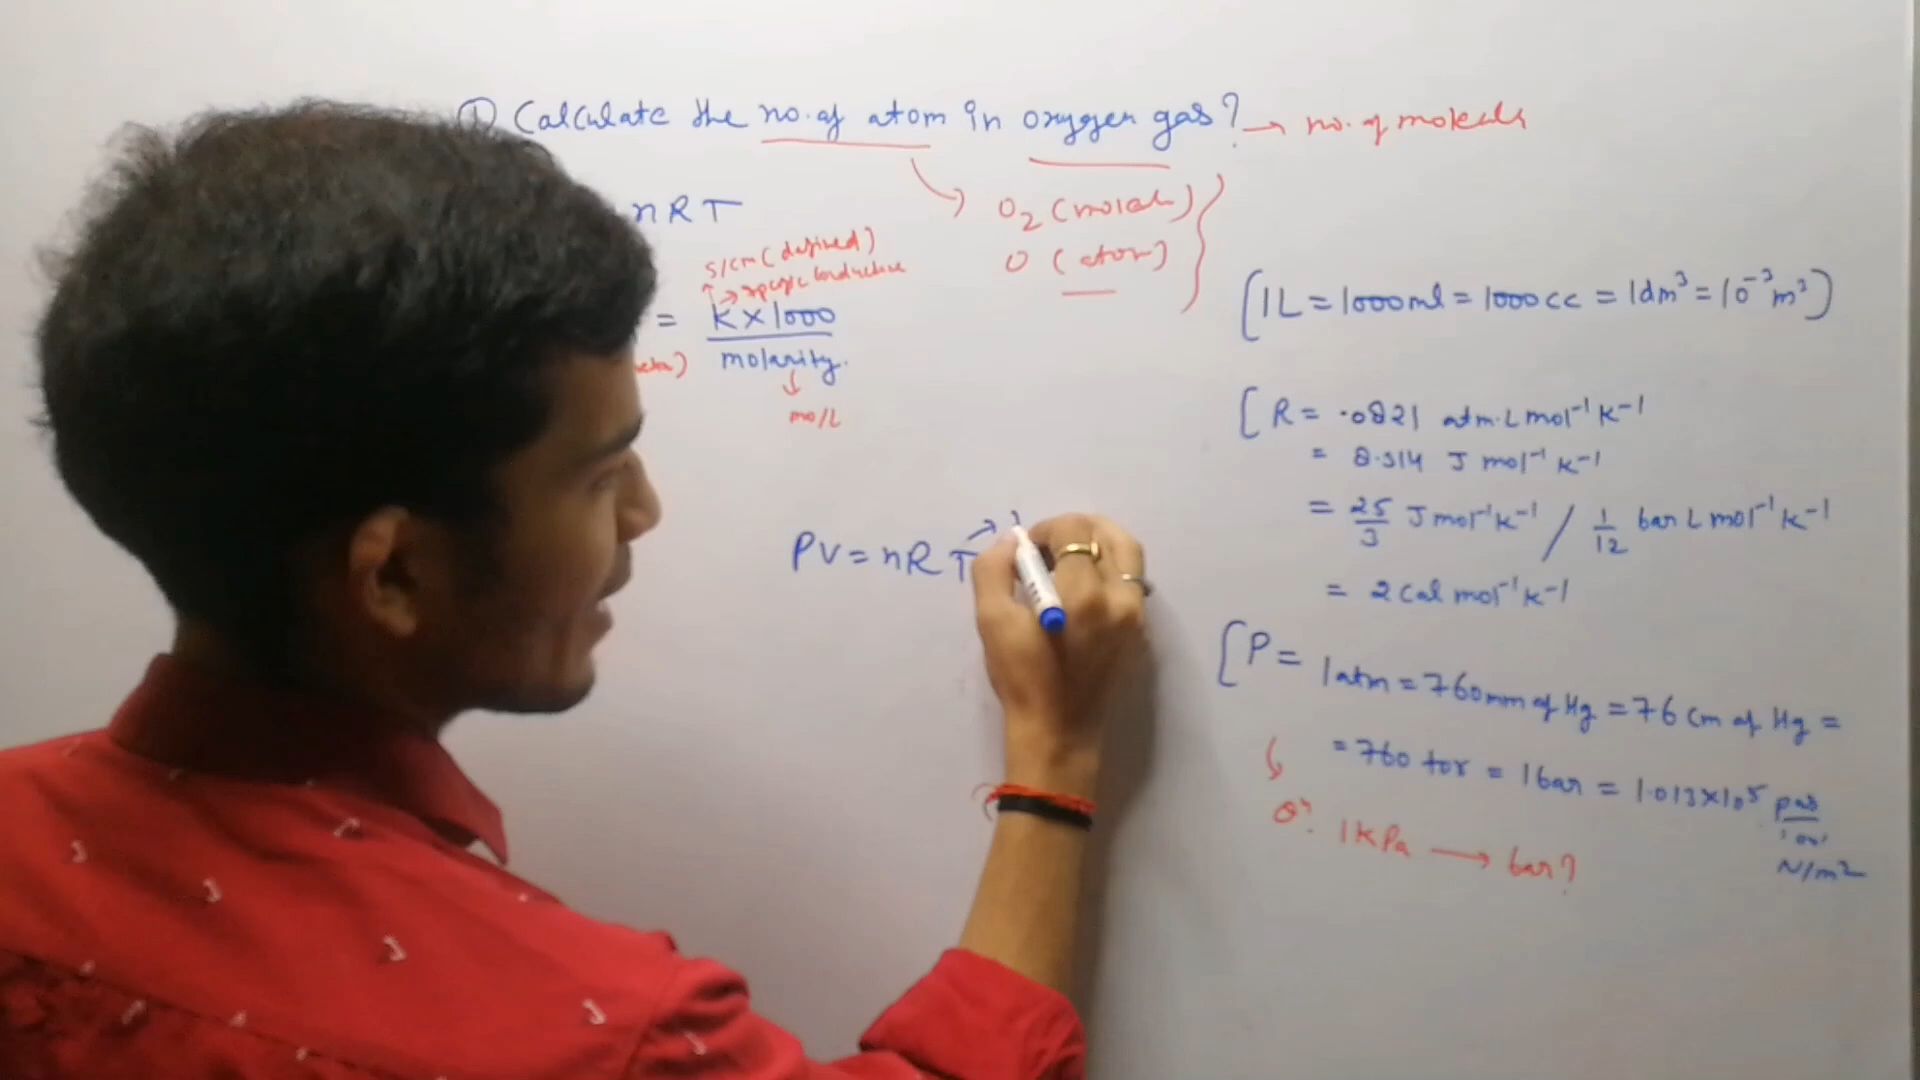 ① Calculate the no. of atom in oxygen gas? → no. of molecule
nRT
O2 (molecule)
O (atom)
S/cm (defined)
→ specific conductance
= K×1000
molarity.
mo/L
PV = nRT
[1L = 1000ml = 1000cc = 1dm³ = 10⁻³m³)
[R = .0821 atm.L mol⁻¹ K⁻¹
= 8.314 J mol⁻¹ K⁻¹
= 25/3 J mol⁻¹ K⁻¹ / 1/12 bar L mol⁻¹ K⁻¹
= 2 Cal mol⁻¹ K⁻¹
[P = 1atm = 760mm of Hg = 76 Cm of Hg =
= 760 tor = 1bar = 1.013×10⁵ pas
or
N/m²
Q: 1KPa → bar?